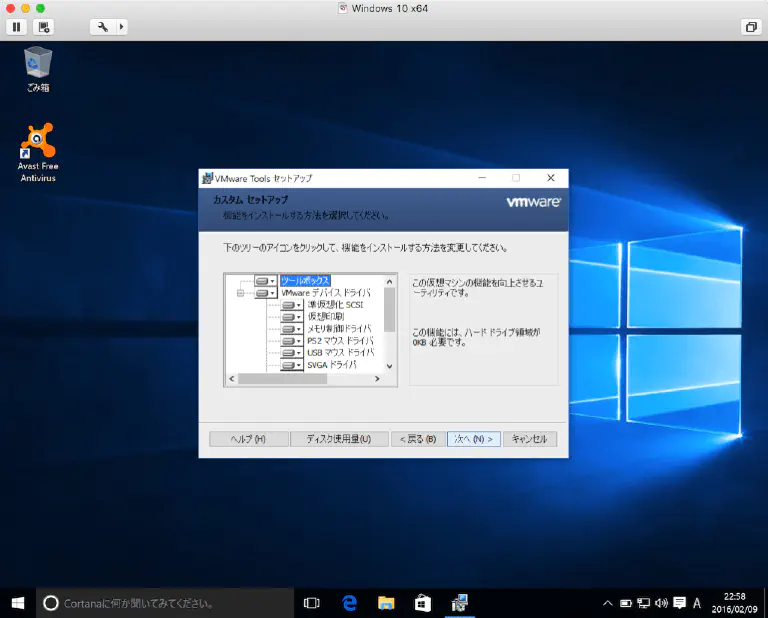 Windows 10 x64
ごみ箱
Avast Free
Antivirus
VMware Tools セットアップ
カスタム セットアップ
機能をインストールする方法を選択してください。
vmware
下のツリーのアイコンをクリックして、機能をインストールする方法を変更してください。
ツールボックス
VMware デバイス ドライバ
準仮想化 SCSI
仮想印刷
メモリ制御ドライバ
PS2 マウス ドライバ
USB マウス ドライバ
SVGA ドライバ
この仮想マシンの機能を向上させるユ
ーティリティです。
この機能には、ハード ドライブ領域が
0KB 必要です。
ヘルプ (H)
ディスク使用量(U)
< 戻る (B)
次へ (N) >
キャンセル
Cortanaに何か聞いてみてください。
A
22:58
2016/02/09